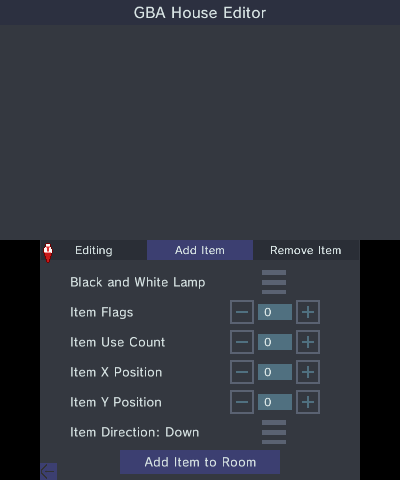 GBA House Editor
Editing
Add Item
Remove Item
Black and White Lamp
Item Flags
0
Item Use Count
0
Item X Position
0
Item Y Position
0
Item Direction: Down
Add Item to Room